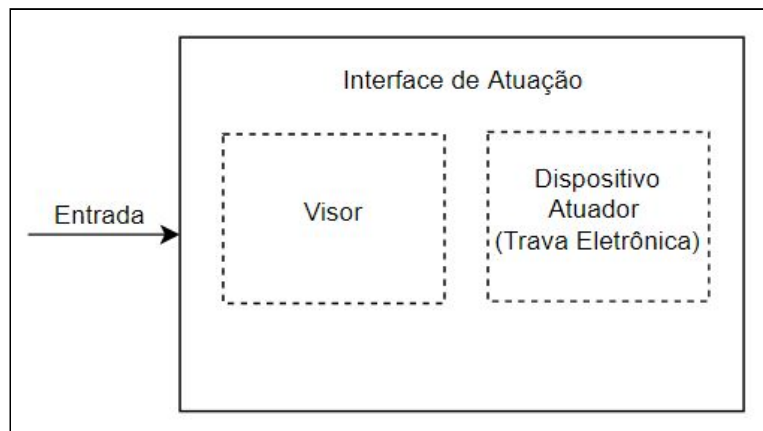 Interface de Atuação
Entrada
Visor
Dispositivo
Atuador
(Trava Eletrônica)